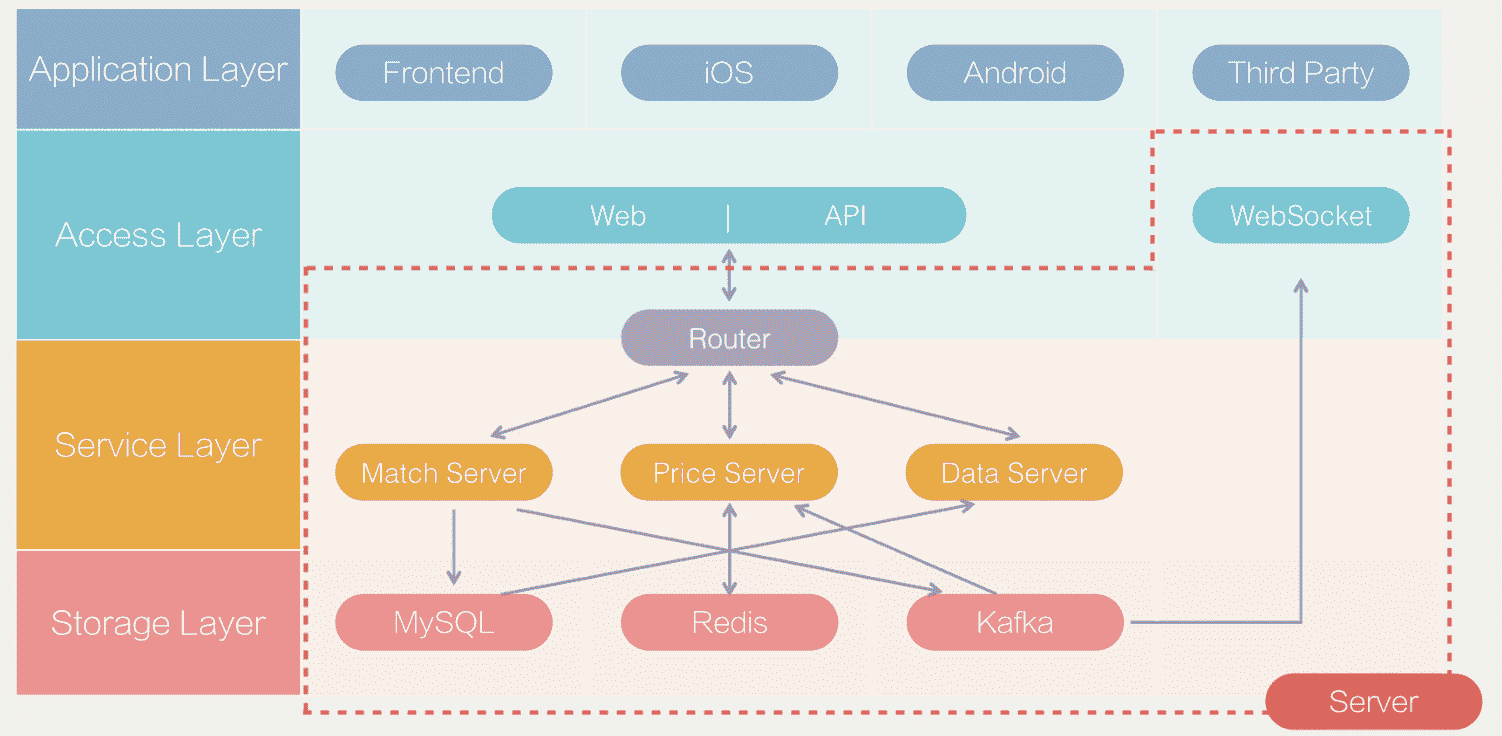 Application Layer
Frontend
iOS
Android
Third Party
Access Layer
Web | API
WebSocket
Router
Service Layer
Match Server
Price Server
Data Server
Storage Layer
MySQL
Redis
Kafka
Server